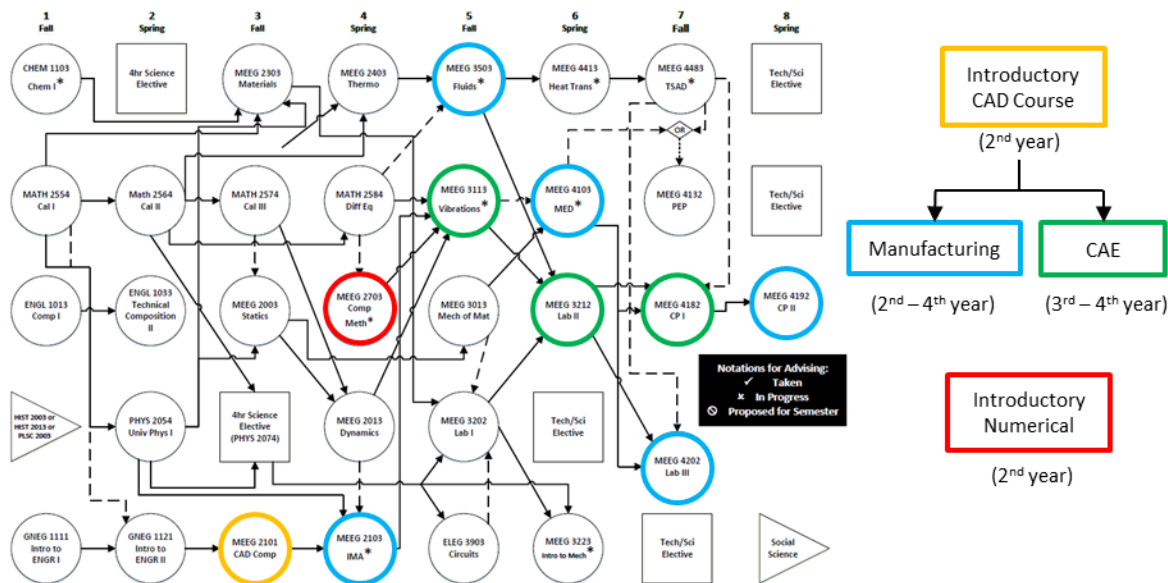 1
Fall
2
Spring
3
Fall
4
Spring
5
Fall
6
Spring
7
Fall
8
Spring
CHEM 1103
Chem I *
4hr Science
Elective
MEEG 2303
Materials
MEEG 2403
Thermo
MEEG 3503
Fluids *
MEEG 4413
Heat Trans *
MEEG 4483
TSAD *
Tech/Sci
Elective
OR
MATH 2554
Cal I
Math 2564
Cal II
MATH 2574
Cal III
MATH 2584
Diff Eq
MEEG 3113
Vibrations *
MEEG 4103
MED *
MEEG 4132
PEP
Tech/Sci
Elective
ENGL 1013
Comp I
ENGL 1033
Technical
Composition
II
MEEG 2003
Statics
MEEG 2703
Comp
Meth *
MEEG 3013
Mech of Mat
MEEG 3212
Lab II
MEEG 4182
CP I
MEEG 4192
CP II
HIST 2003 or
HIST 2013 or
PLSC 2003
PHYS 2054
Univ Phys I
4hr Science
Elective
(PHYS 2074)
MEEG 2013
Dynamics
MEEG 3202
Lab I
Tech/Sci
Elective
MEEG 4202
Lab III
Notations for Advising:
✓ Taken
× In Progress
⦸ Proposed for Semester
GNEG 1111
Intro to
ENGR I
GNEG 1121
Intro to
ENGR II
MEEG 2101
CAD Comp
MEEG 2103
IMA *
ELEG 3903
Circuits
MEEG 3223
Intro to Mech *
Tech/Sci
Elective
Social
Science
Introductory
CAD Course
(2nd year)
Manufacturing
(2nd – 4th year)
CAE
(3rd – 4th year)
Introductory
Numerical
(2nd year)